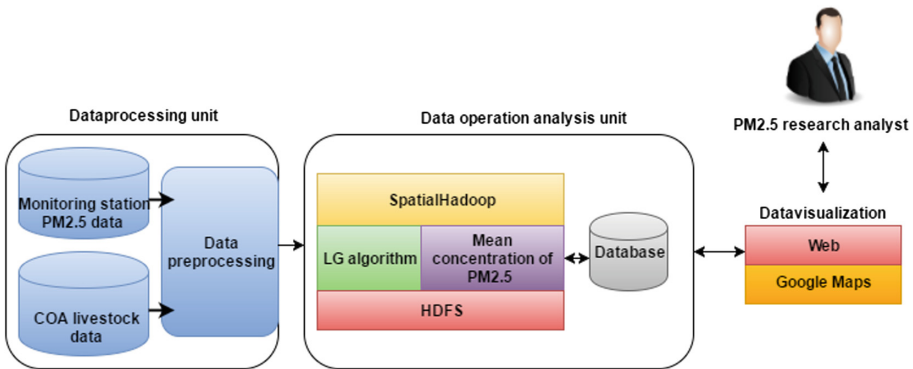 Dataprocessing unit
Monitoring station
PM2.5 data
COA livestock
data
Data
preprocessing
Data operation analysis unit
SpatialHadoop
LG algorithm
Mean
concentration of
PM2.5
HDFS
Database
PM2.5 research analyst
Datavisualization
Web
Google Maps